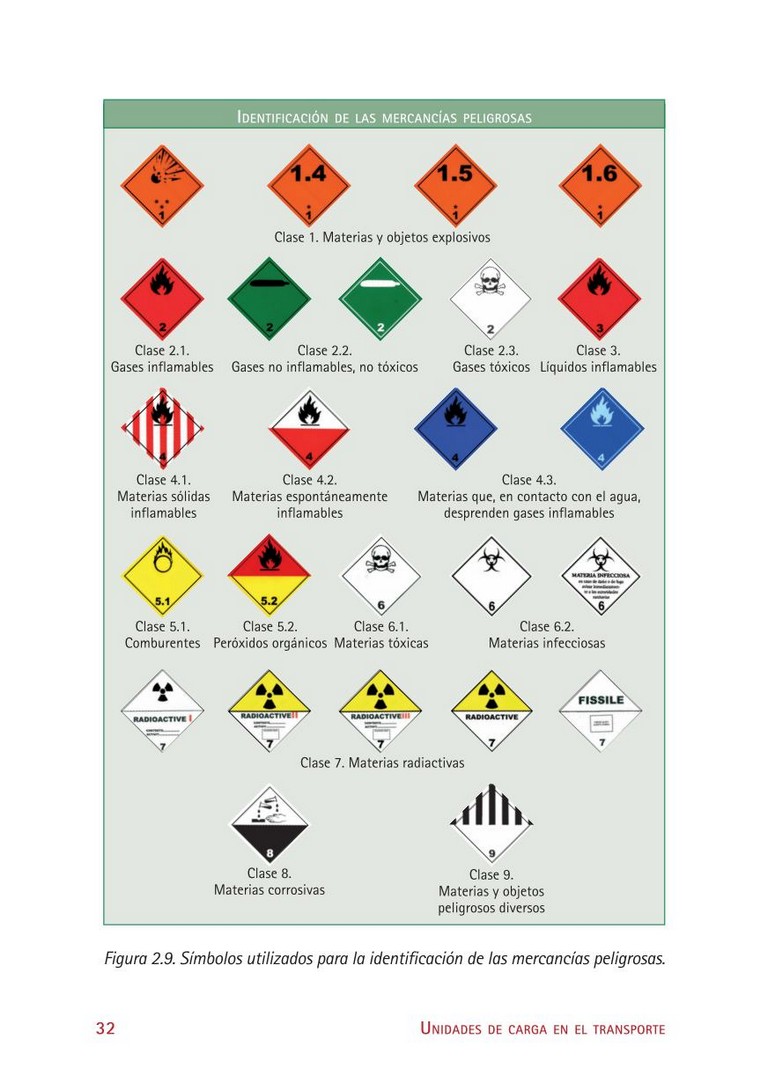 IDENTIFICACIÓN DE LAS MERCANCÍAS PELIGROSAS
1
1.4
1
1.5
1
1.6
1
Clase 1. Materias y objetos explosivos
2
2
2
2
3
Clase 2.1.
Gases inflamables
Clase 2.2.
Gases no inflamables, no tóxicos
Clase 2.3.
Gases tóxicos
Clase 3.
Líquidos inflamables
4
4
4
4
Clase 4.1.
Materias sólidas
inflamables
Clase 4.2.
Materias espontáneamente
inflamables
Clase 4.3.
Materias que, en contacto con el agua,
desprenden gases inflamables
5.1
5.2
6
6
MATERIA INFECCIOSA
6
Clase 5.1.
Comburentes
Clase 5.2.
Peróxidos orgánicos
Clase 6.1.
Materias tóxicas
Clase 6.2.
Materias infecciosas
RADIOACTIVE I
7
RADIOACTIVE II
7
RADIOACTIVE III
7
RADIOACTIVE
7
FISSILE
7
Clase 7. Materias radiactivas
8
9
Clase 8.
Materias corrosivas
Clase 9.
Materias y objetos
peligrosos diversos
Figura 2.9. Símbolos utilizados para la identificación de las mercancías peligrosas.
32
UNIDADES DE CARGA EN EL TRANSPORTE